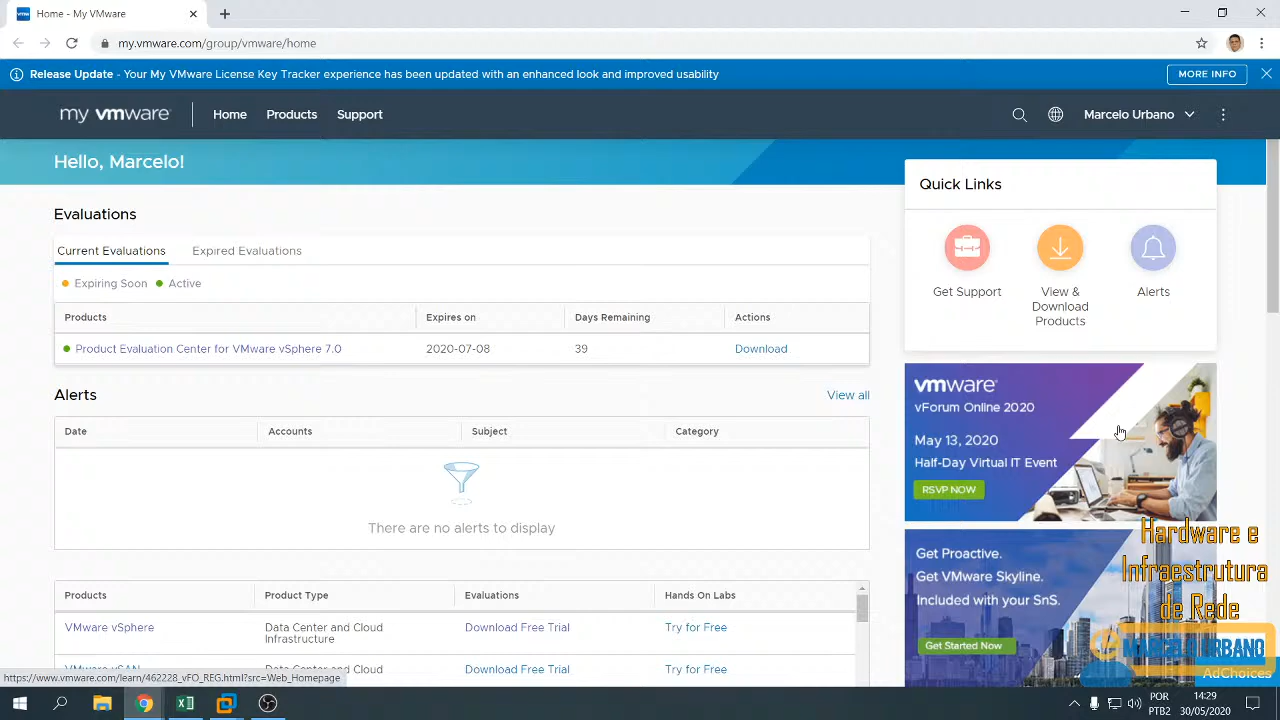 Home - My VMware
my.vmware.com/group/vmware/home
Release Update - Your My VMware License Key Tracker experience has been updated with an enhanced look and improved usability
MORE INFO
my vmware
Home
Products
Support
Marcelo Urbano
Hello, Marcelo!
Evaluations
Current Evaluations
Expired Evaluations
Expiring Soon
Active
Products
Expires on
Days Remaining
Actions
Product Evaluation Center for VMware vSphere 7.0
2020-07-08
39
Download
Alerts
View all
Date
Accounts
Subject
Category
There are no alerts to display
Products
Product Type
Evaluations
Hands On Labs
VMware vSphere
Data Center and Cloud
Infrastructure
Download Free Trial
Try for Free
VMware vSAN
Data Center and Cloud
Download Free Trial
Try for Free
Quick Links
Get Support
View &
Download
Products
Alerts
vmware
vForum Online 2020
May 13, 2020
Half-Day Virtual IT Event
RSVP NOW
Get Proactive.
Get VMware Skyline.
Included with your SnS.
Get Started Now
Hardware e
Infraestrutura
de Rede
MARCELO URBANO
AdChoices
https://www.vmware.com/learn/462228_vFO_REG.html?src=Web_Homepage
POR
PTB2
14:29
30/05/2020